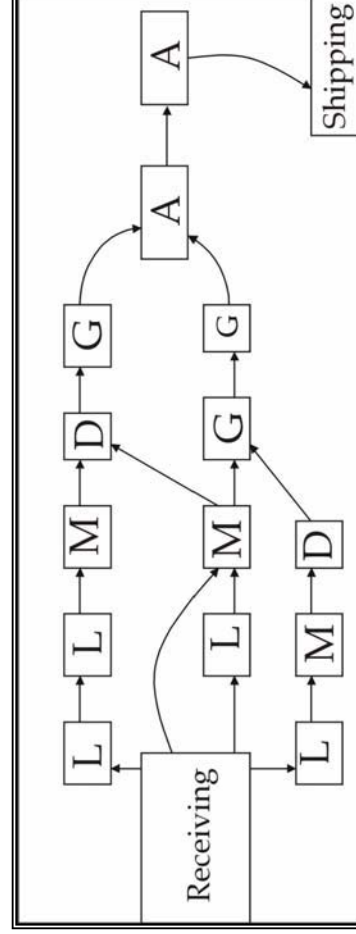 L L M D G
A A
Receiving
L M G G
L M D
Shipping